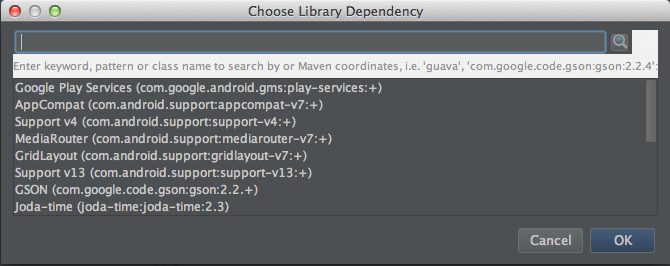 Choose Library Dependency
Enter keyword, pattern or class name to search by or Maven coordinates, i.e. 'guava', 'com.google.code.gson:gson:2.2.4':
Google Play Services (com.google.android.gms:play-services:+)
AppCompat (com.android.support:appcompat-v7:+)
Support v4 (com.android.support:support-v4:+)
MediaRouter (com.android.support:mediarouter-v7:+)
GridLayout (com.android.support:gridlayout-v7:+)
Support v13 (com.android.support:support-v13:+)
GSON (com.google.code.gson:gson:2.2.+)
Joda-time (joda-time:joda-time:2.3)
Cancel OK